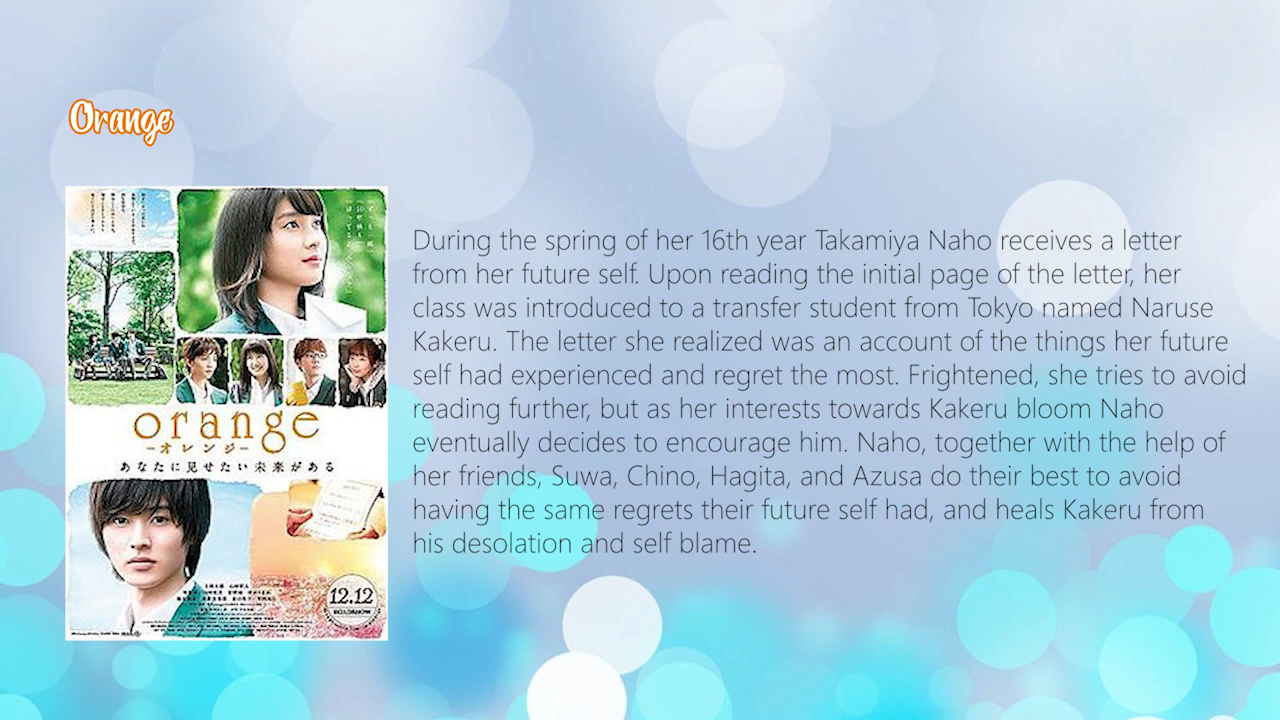 Orange
During the spring of her 16th year Takamiya Naho receives a letter
from her future self. Upon reading the initial page of the letter, her
class was introduced to a transfer student from Tokyo named Naruse
Kakeru. The letter she realized was an account of the things her future
self had experienced and regret the most. Frightened, she tries to avoid
reading further, but as her interests towards Kakeru bloom Naho
eventually decides to encourage him. Naho, together with the help of
her friends, Suwa, Chino, Hagita, and Azusa do their best to avoid
having the same regrets their future self had, and heals Kakeru from
his desolation and self blame.
orange
-オレンジ-
あなたに見せたい未来がある
12.12